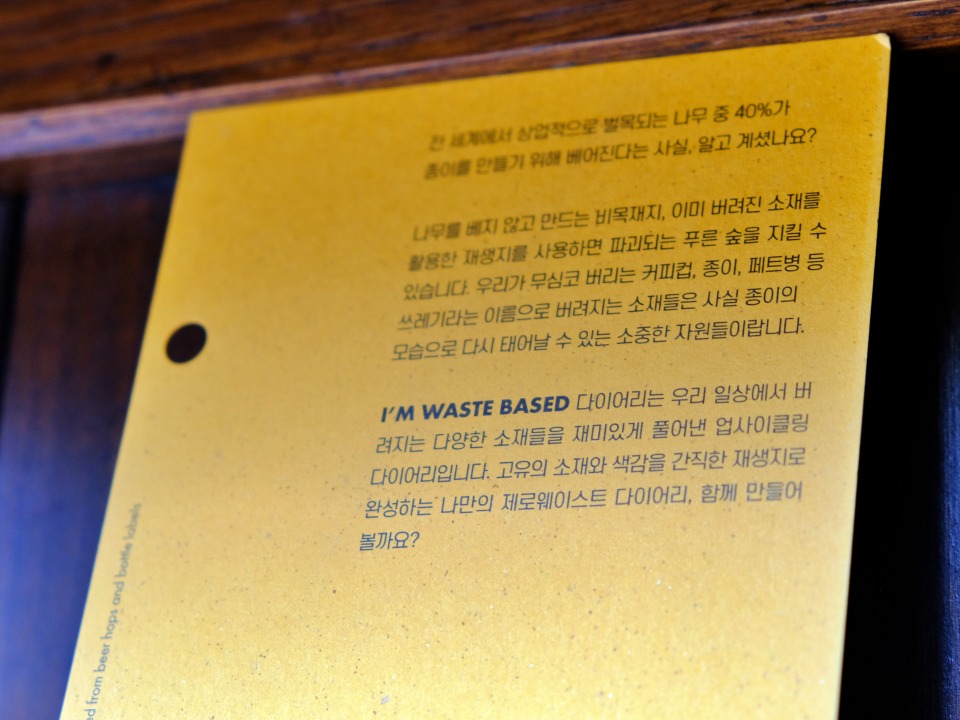 전 세계에서 상업적으로 벌목되는 나무 중 40%가
종이를 만들기 위해 베어진다는 사실, 알고 계셨나요?
나무를 베지 않고 만드는 비목재지, 이미 버려진 소재를
활용한 재생지를 사용하면 파괴되는 푸른 숲을 지킬 수
있습니다. 우리가 무심코 버리는 커피컵, 종이, 페트병 등
쓰레기라는 이름으로 버려지는 소재들은 사실 종이의
모습으로 다시 태어날 수 있는 소중한 자원들이랍니다.
I'M WASTE BASED 다이어리는 우리 일상에서 버
려지는 다양한 소재들을 재미있게 풀어낸 업사이클링
다이어리입니다. 고유의 소재와 색감을 간직한 재생지로
완성하는 나만의 제로웨이스트 다이어리, 함께 만들어
볼까요?
ed from beer hops and bottle labels